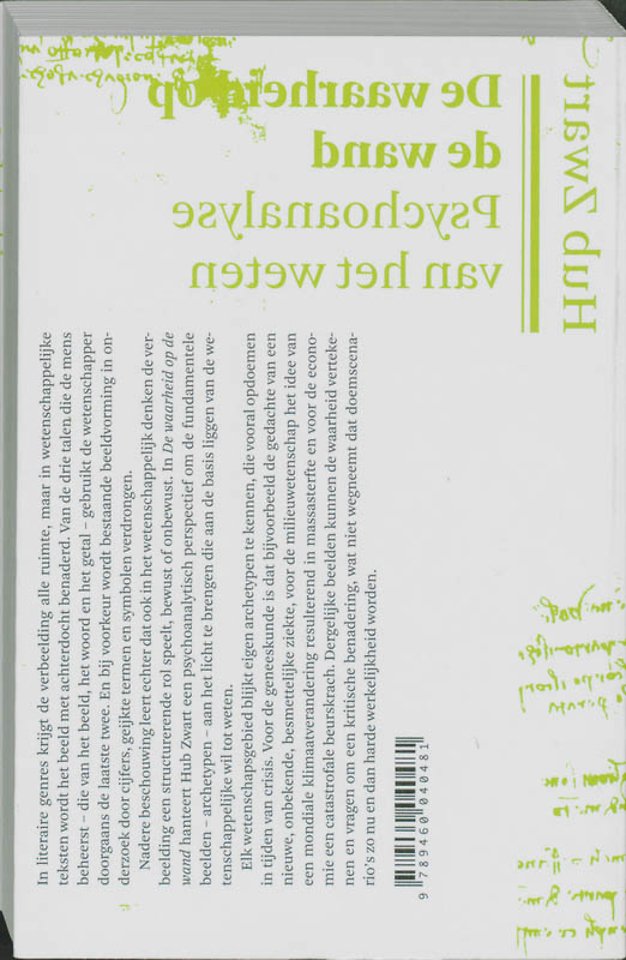 De waarheid op
de wand
Psychoanalyse
van het weten
Hub Zwart
In literaire genres krijgt de verbeelding alle ruimte, maar in wetenschappelijke
teksten wordt het beeld met achterdocht benaderd. Van de drie talen die de mens
beheerst – die van het beeld, het woord en het getal – gebruikt de wetenschapper
doorgaans de laatste twee. En bij voorkeur wordt bestaande beeldvorming in on-
derzoek door cijfers, geijkte termen en symbolen verdrongen.
Nadere beschouwing leert echter dat ook in het wetenschappelijk denken de ver-
beelding een structurerende rol speelt, bewust of onbewust. In De waarheid op de
wand hanteert Hub Zwart een psychoanalytisch perspectief om de fundamentele
beelden – archetypen – aan het licht te brengen die aan de basis liggen van de we-
tenschappelijke wil tot weten.
Elk wetenschapsgebied blijkt eigen archetypen te kennen, die vooral opdoemen
in tijden van crisis. Voor de geneeskunde is dat bijvoorbeeld de gedachte van een
nieuwe, onbekende, besmettelijke ziekte, voor de milieuwetenschap het idee van
een mondiale klimaatverandering resulterend in massasterfte en voor de econo-
mie een catastrofale beurskrach. Dergelijke beelden kunnen de waarheid verteke-
nen en vragen om een kritische benadering, wat niet wegneemt dat doemscena-
rio's zo nu en dan harde werkelijkheid worden.
9 789460 040481